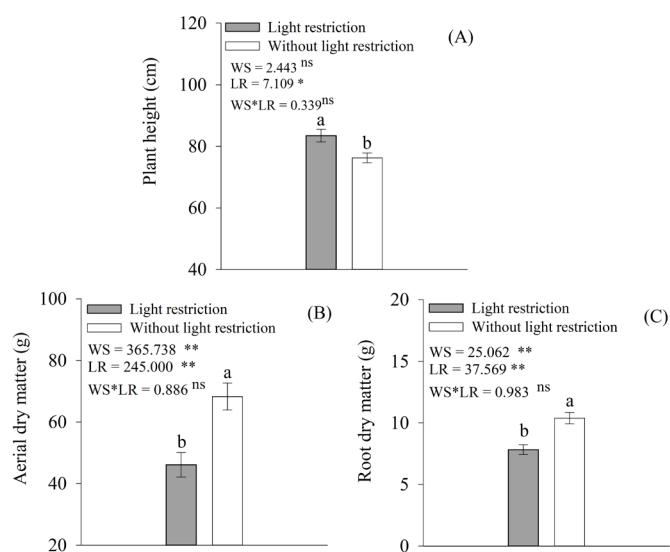 120
100
80
60
40
Plant height (cm)
Light restriction
Without light restriction
(A)
WS = 2.443 ns
LR = 7.109 *
WS*LR = 0.339ns
a
b
100
80
60
40
20
Aerial dry matter (g)
Light restriction
Without light restriction
(B)
WS = 365.738 **
LR = 245.000 **
WS*LR = 0.886 ns
b
a
20
15
10
5
0
Root dry matter (g)
Light restriction
Without light restriction
(C)
WS = 25.062 **
LR = 37.569 **
WS*LR = 0.983 ns
b
a